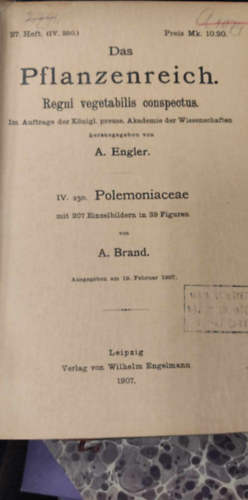 27. Heft. (IV. 250.) Preis Mk. 10.20.
Das
Pflanzenreich.
Regni vegetabilis conspectus.
Im Auftrage der Königl. preuss. Akademie der Wissenschaften
herausgegeben von
A. Engler.
IV. 250. Polemoniaceae
mit 207 Einzelbildern in 39 Figuren
von
A. Brand.
Ausgegeben am 19. Februar 1907.
Leipzig
Verlag von Wilhelm Engelmann
1907.